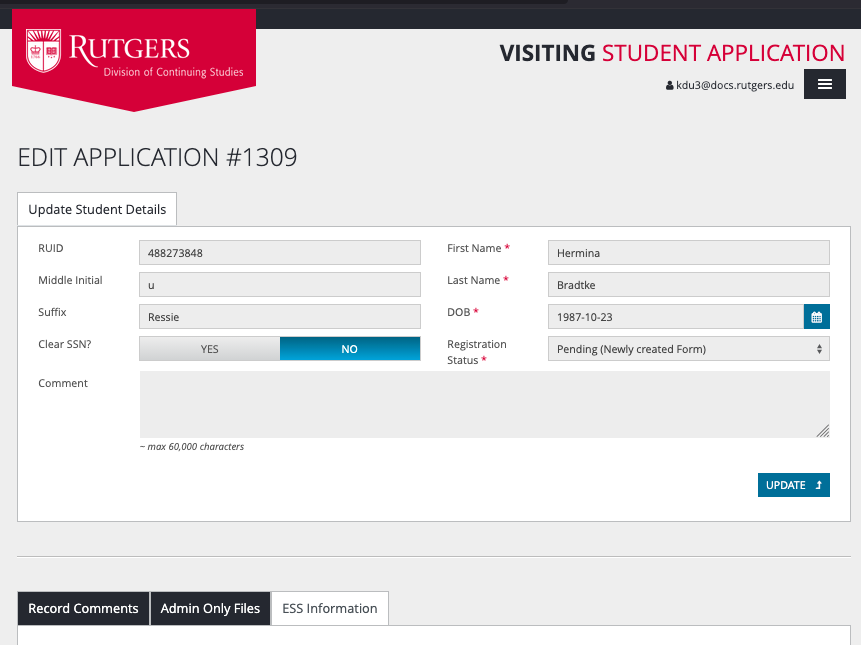 RUTGERS
Division of Continuing Studies
VISITING STUDENT APPLICATION
kdu3@docs.rutgers.edu
EDIT APPLICATION #1309
Update Student Details
RUID 488273848 First Name * Hermina
Middle Initial u Last Name * Bradtke
Suffix Ressie DOB * 1987-10-23
Clear SSN? YES NO Registration Status * Pending (Newly created Form)
Comment
~ max 60,000 characters
UPDATE
Record Comments Admin Only Files ESS Information